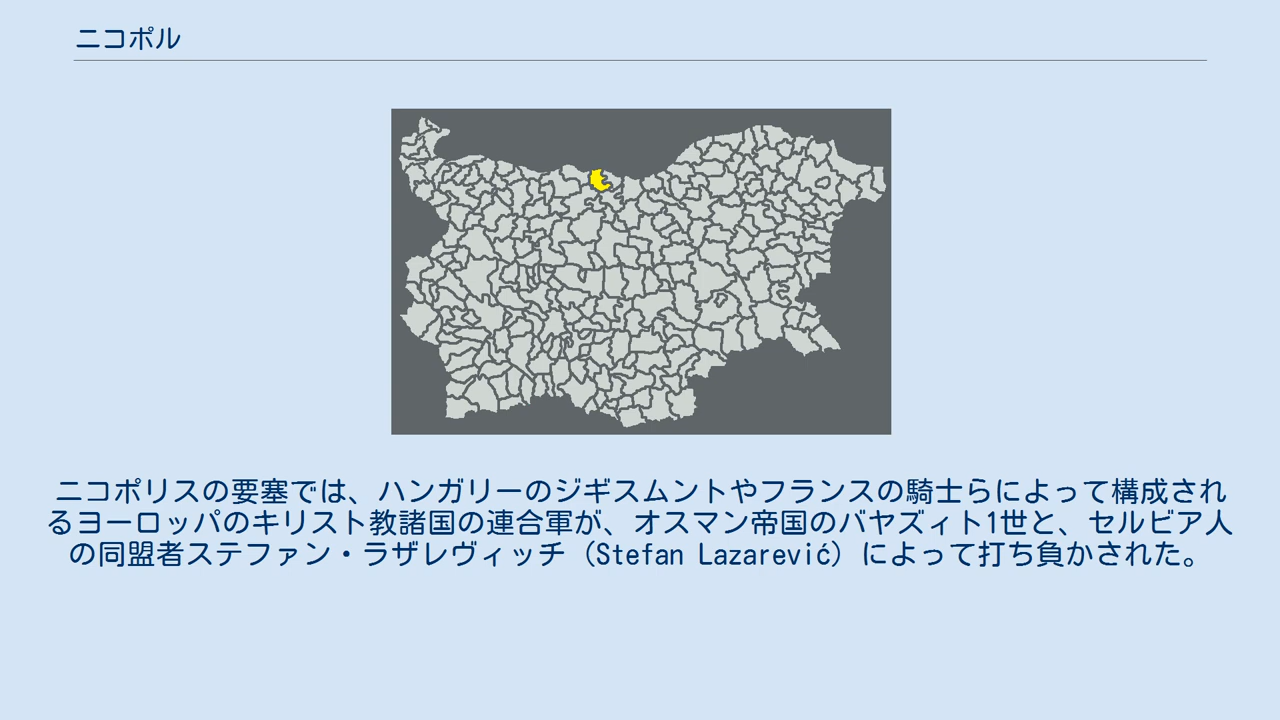 ニコポル
ニコポリスの要塞では、ハンガリーのジギスムントやフランスの騎士らによって構成され
るヨーロッパのキリスト教諸国の連合軍が、オスマン帝国のバヤズィト1世と、セルビア人
の同盟者ステファン・ラザレヴィッチ（Stefan Lazarević）によって打ち負かされた。